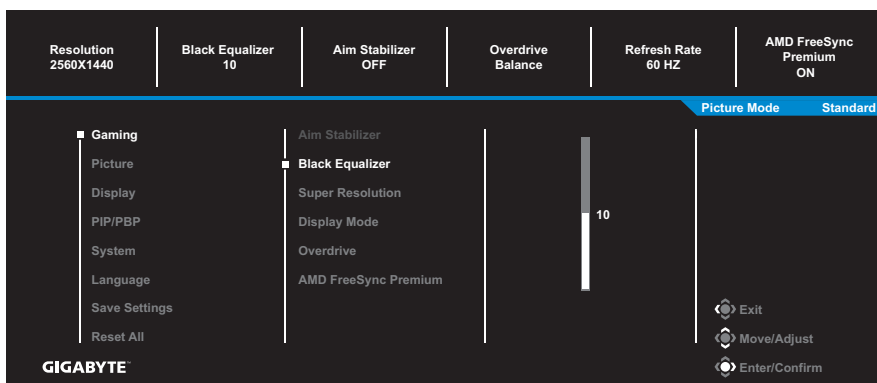 Resolution
2560X1440
Black Equalizer
10
Aim Stabilizer
OFF
Overdrive
Balance
Refresh Rate
60 HZ
AMD FreeSync
Premium
ON
Picture Mode Standard
Gaming
Picture
Display
PIP/PBP
System
Language
Save Settings
Reset All
Aim Stabilizer
Black Equalizer
Super Resolution
Display Mode
Overdrive
AMD FreeSync Premium
10
Exit
Move/Adjust
Enter/Confirm
GIGABYTE™